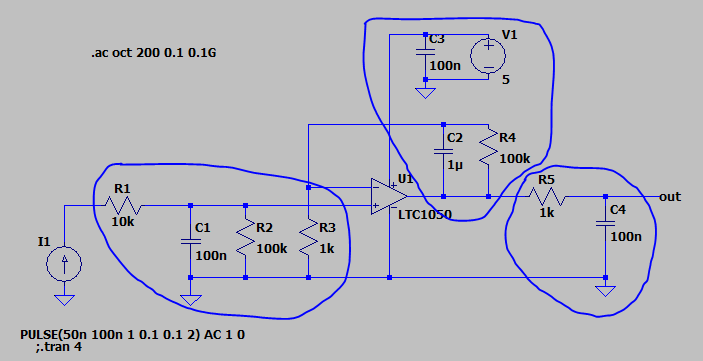 .ac oct 200 0.1 0.1G
C3
V1
100n
5
C2
R4
1µ
100k
U1
LTC1050
R5
1k
out
C4
100n
R1
10k
C1
100n
R2
100k
R3
1k
I1
PULSE(50n 100n 1 0.1 0.1 2) AC 1 0
;.tran 4